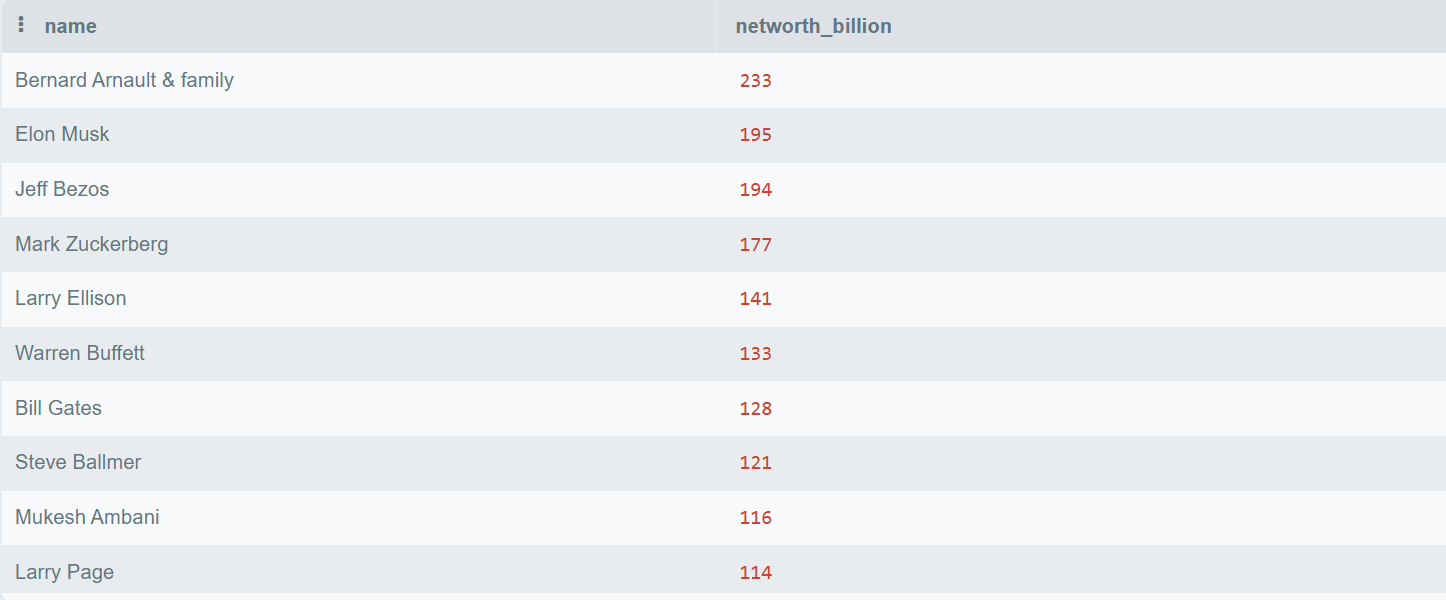 name networth_billion
Bernard Arnault & family 233
Elon Musk 195
Jeff Bezos 194
Mark Zuckerberg 177
Larry Ellison 141
Warren Buffett 133
Bill Gates 128
Steve Ballmer 121
Mukesh Ambani 116
Larry Page 114